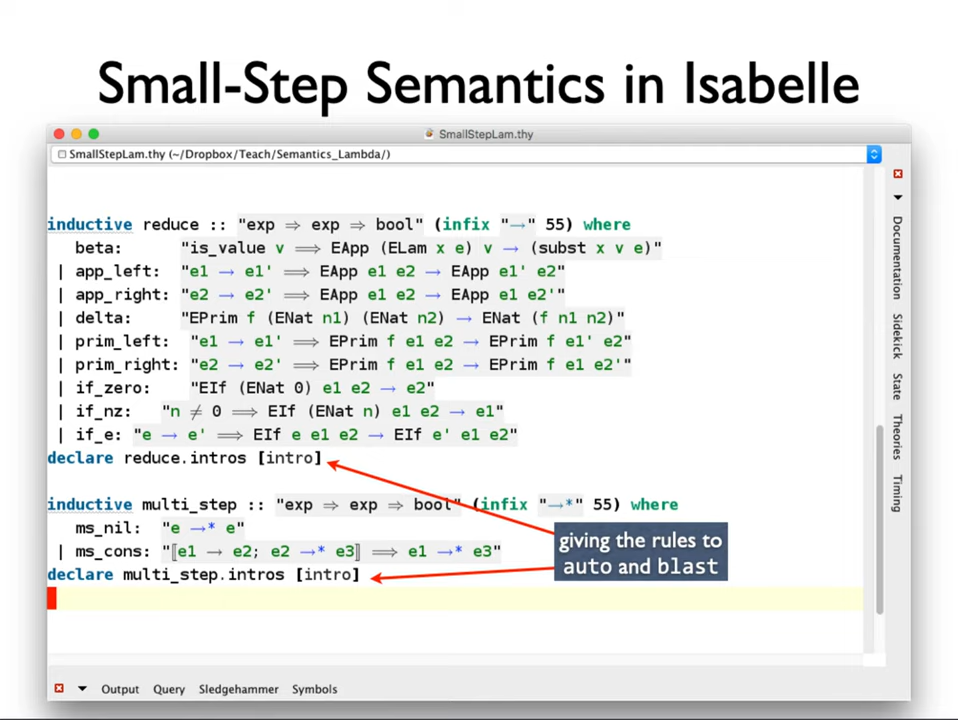 Small-Step Semantics in Isabelle
SmallStepLam.thy
SmallStepLam.thy (~/Dropbox/Teach/Semantics_Lambda/)
inductive reduce :: "exp ⇒ exp ⇒ bool" (infix "→" 55) where
beta: "is_value v ⟹ EApp (ELam x e) v → (subst x v e)"
| app_left: "e1 → e1' ⟹ EApp e1 e2 → EApp e1' e2"
| app_right: "e2 → e2' ⟹ EApp e1 e2 → EApp e1 e2'"
| delta: "EPrim f (ENat n1) (ENat n2) → ENat (f n1 n2)"
| prim_left: "e1 → e1' ⟹ EPrim f e1 e2 → EPrim f e1' e2"
| prim_right: "e2 → e2' ⟹ EPrim f e1 e2 → EPrim f e1 e2'"
| if_zero: "EIf (ENat 0) e1 e2 → e2"
| if_nz: "n ≠ 0 ⟹ EIf (ENat n) e1 e2 → e1"
| if_e: "e → e' ⟹ EIf e e1 e2 → EIf e' e1 e2"
declare reduce.intros [intro]
inductive multi_step :: "exp ⇒ exp ⇒ bool" (infix "→*" 55) where
ms_nil: "e →* e"
| ms_cons: "⟦e1 → e2; e2 →* e3⟧ ⟹ e1 →* e3"
declare multi_step.intros [intro]
giving the rules to
auto and blast
Documentation
Sidekick
State
Theories
Timing
Output Query Sledgehammer Symbols